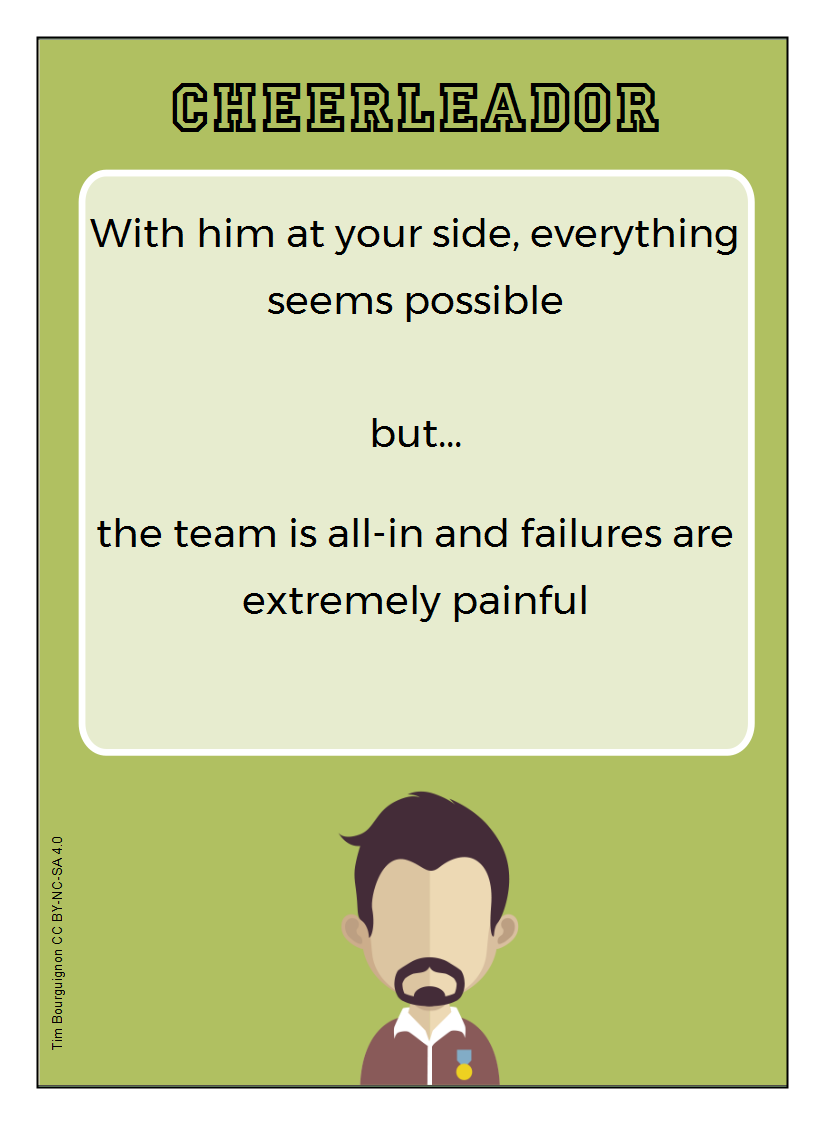 CHEERLEADOR
With him at your side, everything
seems possible
but...
the team is all-in and failures are
extremely painful
Tim Bourguignon CC BY-NC-SA 4.0